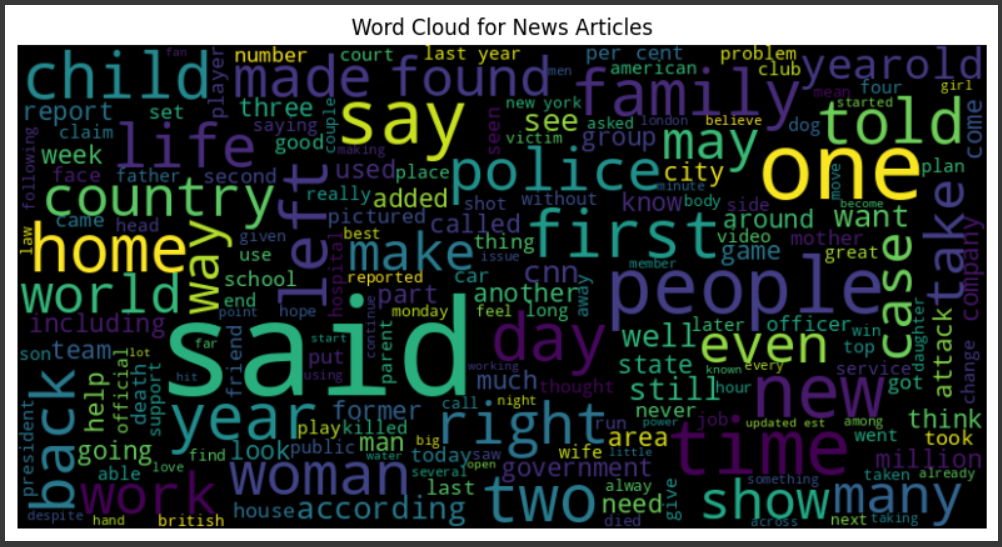 Word Cloud for News Articles
fan
number
court
last year
per cent
problem
child
made
found
player
men
american
club
yearold
family
mean
four
girl
report
set
three
say
new york
see
asked
london
believe
started
told
come
claim
saying
good
couple
seen
victim
group
may
dog
one
following
week
life
making
police
city
move
plan
face
father
second
used
place
minute
country
left
really
added
shot
without
know
body
side
become
take
came
head
pictured
called
first
around
want
law
home
way
given
best
make
thing
issue
video
mother
game
great
case
company
use
hospital
reported
cnn
member
people
world
school
car
part
another
away
end
point
hope
continue
monday
feel
long
including
said
day
well
later
officer
win
daughter
son
team
lot
far
friend
start
parent
even
top
attack
official
put
working
state
known
every
service
change
back
help
death
support
hit
using
much
thought
still
hour
new
got
year
former
call
night
right
run
never
power
job
time
updated est
among
think
play
killed
president
going
find
look
public
man
big
area
went
took
able
love
water
today
saw
wife
little
million
woman
several
open
government
something
taken
already
work
last
two
alway
need
give
show
many
despite
hand
british
house
according
died
across
next
taking